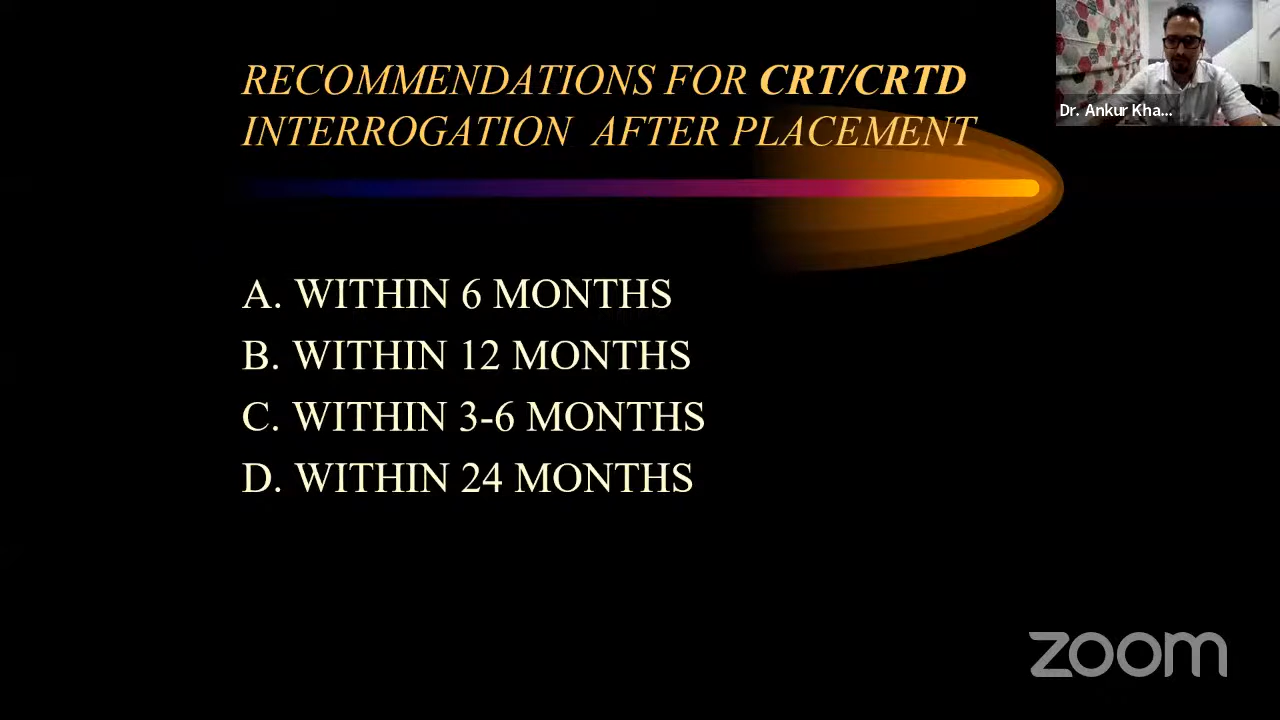 RECOMMENDATIONS FOR CRT/CRTD
INTERROGATION AFTER PLACEMENT
Dr. Ankur Kha...
A. WITHIN 6 MONTHS
B. WITHIN 12 MONTHS
C. WITHIN 3-6 MONTHS
D. WITHIN 24 MONTHS
zoom